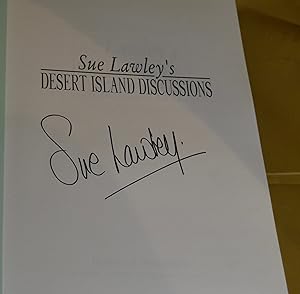 Sue Lawley's
DESERT ISLAND DISCUSSIONS
Sue Lawley.